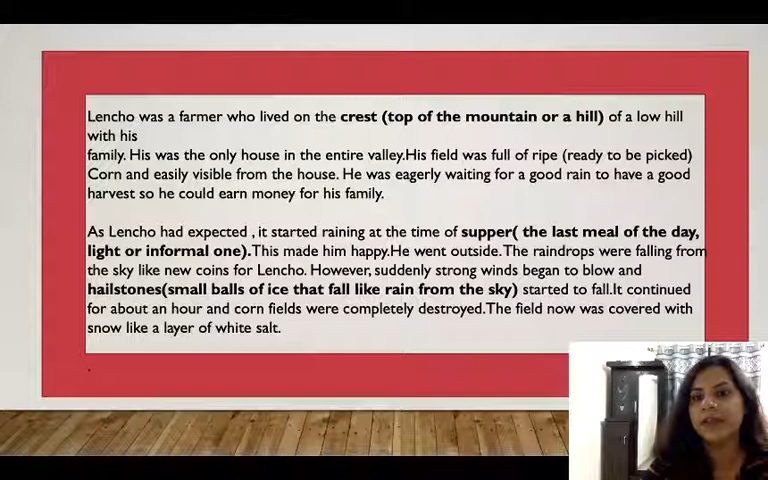 Lencho was a farmer who lived on the crest (top of the mountain or a hill) of a low hill
with his
family. His was the only house in the entire valley.His field was full of ripe (ready to be picked)
Corn and easily visible from the house. He was eagerly waiting for a good rain to have a good
harvest so he could earn money for his family.
As Lencho had expected , it started raining at the time of supper( the last meal of the day,
light or informal one).This made him happy.He went outside.The raindrops were falling from
the sky like new coins for Lencho. However, suddenly strong winds began to blow and
hailstones(small balls of ice that fall like rain from the sky) started to fall.It continued
for about an hour and corn fields were completely destroyed.The field now was covered with
snow like a layer of white salt.
.